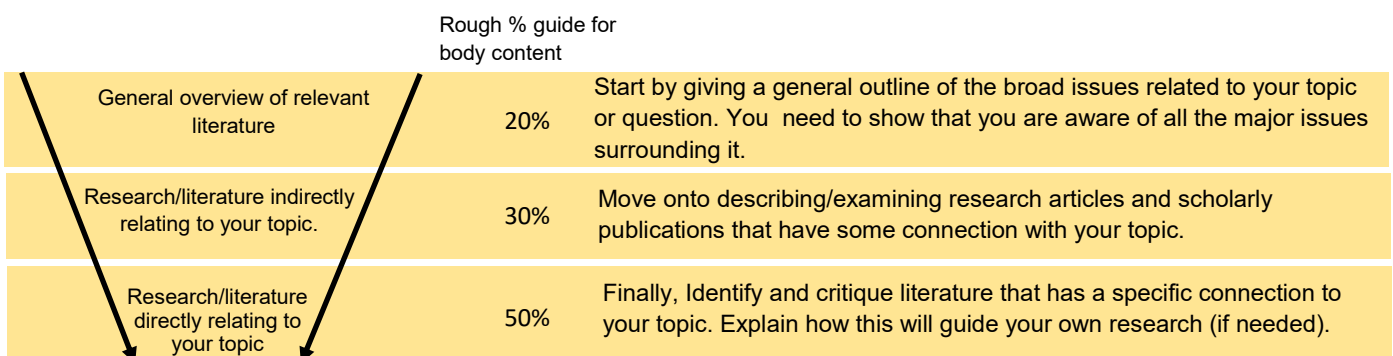 Rough % guide for
body content
General overview of relevant
literature
20%
Start by giving a general outline of the broad issues related to your topic
or question. You  need to show that you are aware of all the major issues
surrounding it.
Research/literature indirectly
relating to your topic.
30%
Move onto describing/examining research articles and scholarly
publications that have some connection with your topic.
Research/literature
directly relating to
your topic
50%
Finally, Identify and critique literature that has a specific connection to
your topic. Explain how this will guide your own research (if needed).